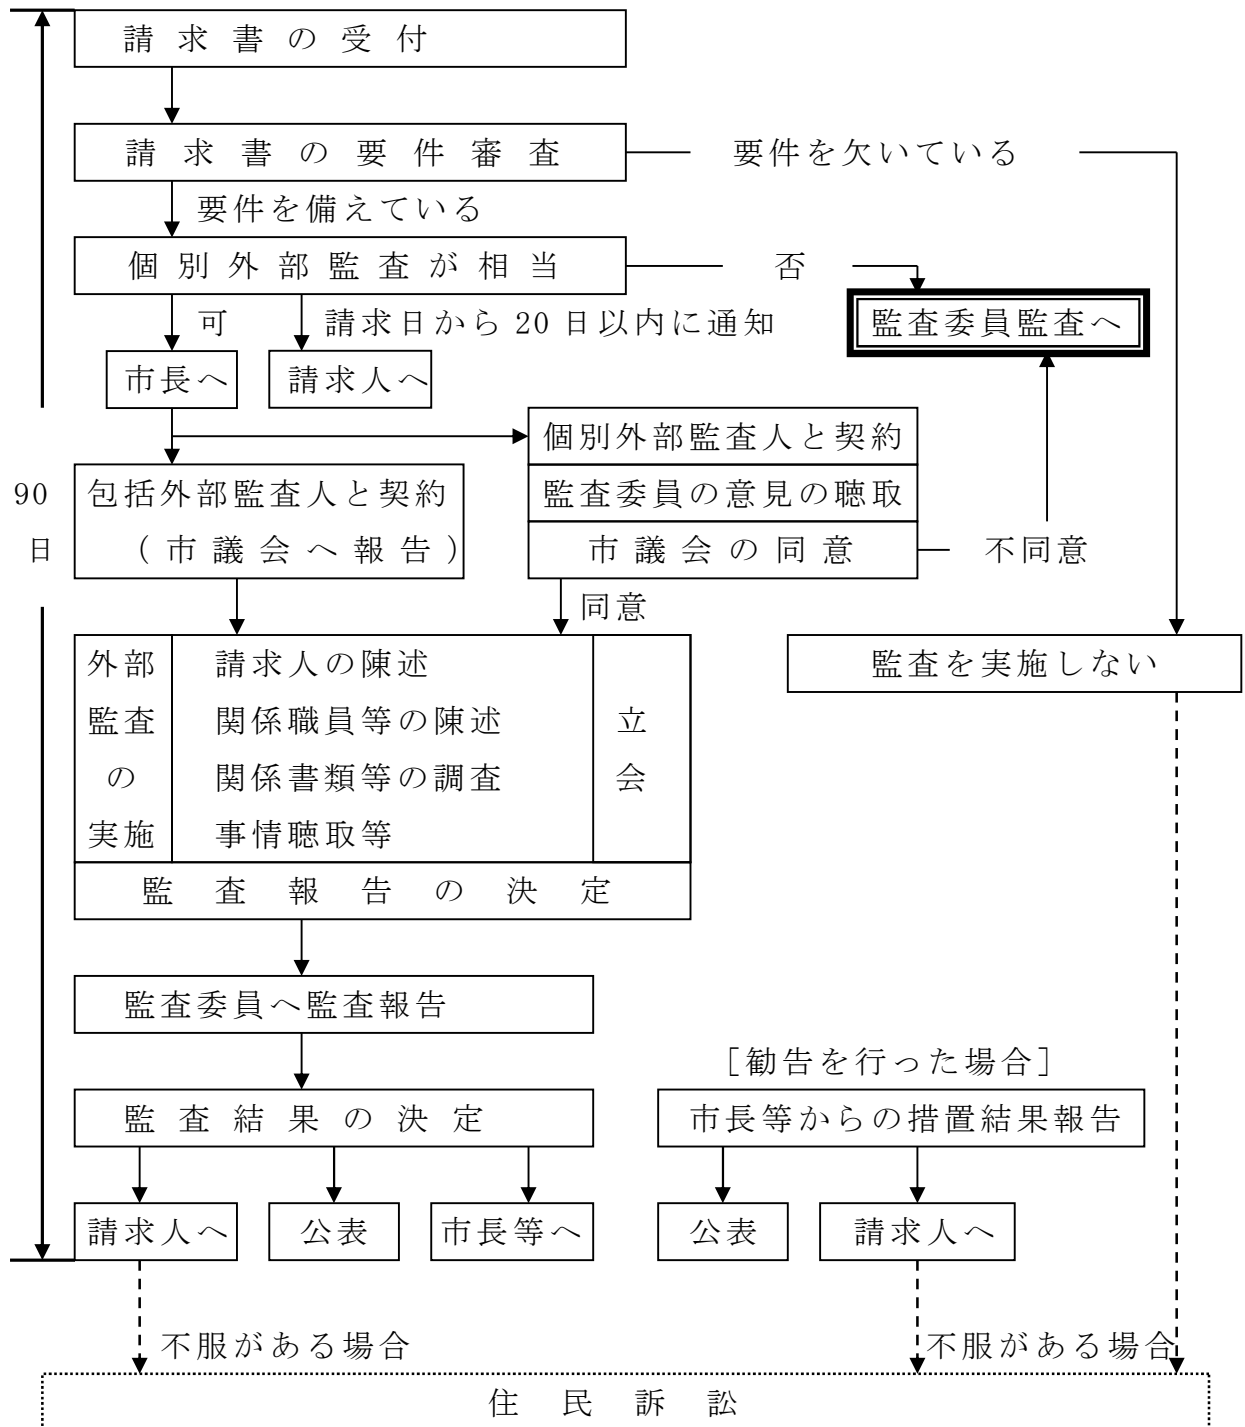 請求書の受付
請求書の要件審査
要件を欠いている
要件を備えている
個別外部監査が相当
否
可
請求日から20日以内に通知
監査委員監査へ
市長へ
請求人へ
個別外部監査人と契約
90
日
包括外部監査人と契約
(市議会へ報告)
監査委員の意見の聴取
市議会の同意
不同意
同意
外部
監査
の
実施
請求人の陳述
関係職員等の陳述
関係書類等の調査
事情聴取等
立
会
監査を実施しない
監査報告の決定
監査委員へ監査報告
[勧告を行った場合]
監査結果の決定
市長等からの措置結果報告
請求人へ
公表
市長等へ
公表
請求人へ
不服がある場合
不服がある場合
住民訴訟